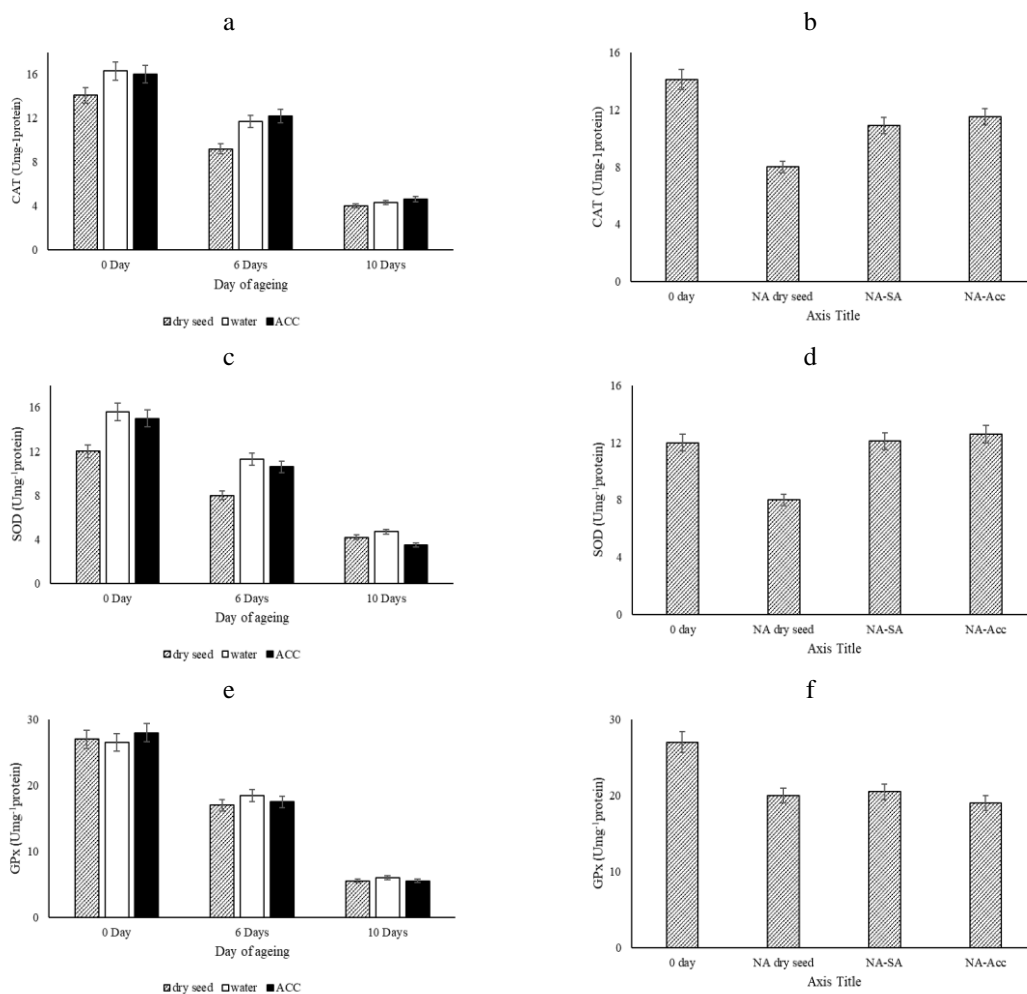 a
CAT (Umg-1protein)
16
12
8
4
0
0 Day 6 Days 10 Days
Day of ageing
dry seed water ACC
b
CAT (Umg-1protein)
16
12
8
4
0
0 day NA dry seed NA-SA NA-Acc
Axis Title
c
SOD (Umg⁻¹protein)
16
12
8
4
0
0 Day 6 Days 10 Days
Day of ageing
dry seed water ACC
d
SOD (Umg⁻¹protein)
16
12
8
4
0
0 day NA dry seed NA-SA NA-Acc
Axis Title
e
GPx (Umg⁻¹protein)
30
20
10
0
0 Day 6 Days 10 Days
Day of ageing
dry seed water ACC
f
GPx (Umg⁻¹protein)
30
20
10
0
0 day NA dry seed NA-SA NA-Acc
Axis Title